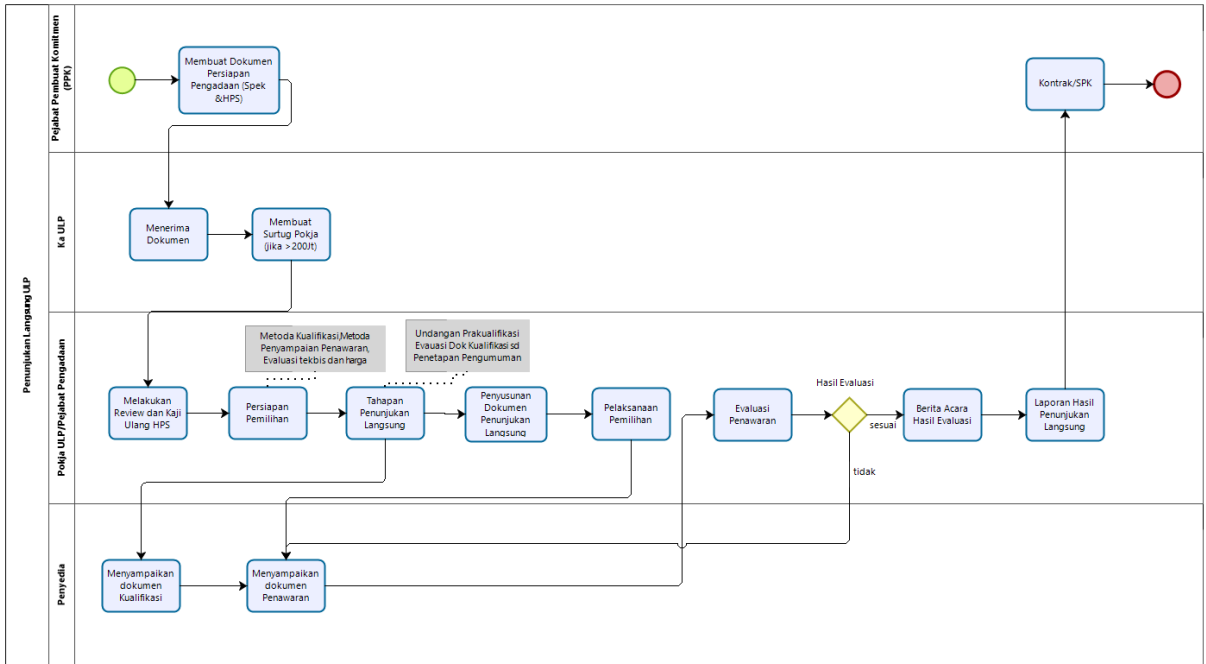 Penunjukan Langsung ULP
Pejabat Pembuat Komitmen
(PPK)
Membuat Dokumen
Persiapan
Pengadaan (Spek
&HPS)
Kontrak/SPK
Ka ULP
Menerima
Dokumen
Membuat
Surtug Pokja
(jika >200Jt)
Pokja ULP/Pejabat Pengadaan
Metoda Kualifikasi,Metoda
Penyampaian Penawaran,
Evaluasi tekbis dan harga
Undangan Prakualifikasi
Evauasi Dok Kualifikasi sd
Penetapan Pengumuman
Melakukan
Review dan Kaji
Ulang HPS
Persiapan
Pemilihan
Tahapan
Penunjukan
Langsung
Penyusunan
Dokumen
Penunjukan
Langsung
Pelaksanaan
Pemilihan
Evaluasi
Penawaran
Hasil Evaluasi
sesuai
tidak
Berita Acara
Hasil Evaluasi
Laporan Hasil
Penunjukan
Langsung
Penyedia
Menyampaikan
dokumen
Kualifikasi
Menyampaikan
dokumen
Penawaran